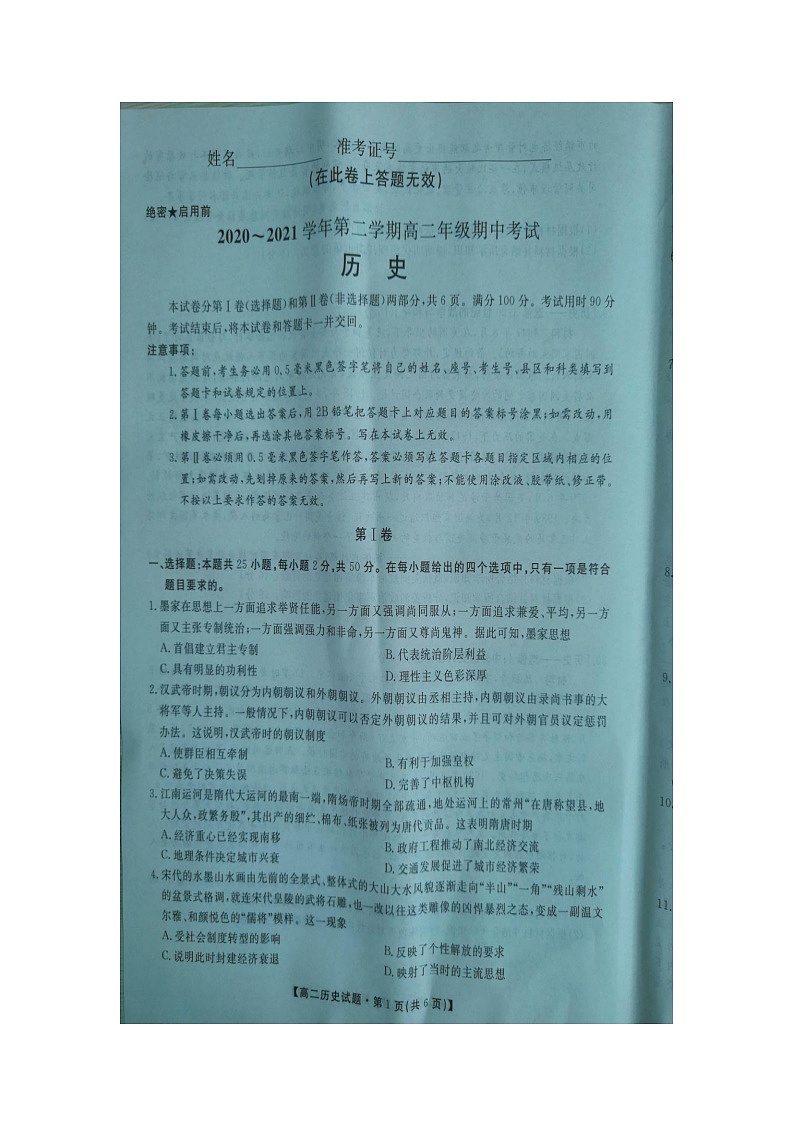 姓名 准考证号
(在此卷上答题无效)
绝密★启用前
2020～2021学年第二学期高二年级期中考试
历 史
本试卷分第Ⅰ卷(选择题)和第Ⅱ卷(非选择题)两部分,共6页。满分100分。考试用时90分
钟。考试结束后,将本试卷和答题卡一并交回。
注意事项:
1.答题前,考生务必用0.5毫米黑色签字笔将自己的姓名、座号、考生号、县区和科类填写到
答题卡和试卷规定的位置上。
2.第Ⅰ卷每小题选出答案后,用2B铅笔把答题卡上对应题目的答案标号涂黑;如需改动,用
橡皮擦干净后,再选涂其他答案标号。写在本试卷上无效。
3.第Ⅱ卷必须用0.5毫米黑色签字笔作答,答案必须写在答题卡各题目指定区域内相应的位
置;如需改动,先划掉原来的答案,然后再写上新的答案;不能使用涂改液、胶带纸、修正带。
不按以上要求作答的答案无效。
第Ⅰ卷
一、选择题:本题共25小题,每小题2分,共50分。在每小题给出的四个选项中,只有一项是符合
题目要求的。
1.墨家在思想上一方面追求举贤任能,另一方面又强调尚同服从;一方面追求兼爱、平均,另一方
面又主张专制统治;一方面强调强力和非命,另一方面又尊尚鬼神。据此可知,墨家思想
A.首倡建立君主专制 B.代表统治阶层利益
C.具有明显的功利性 D.理性主义色彩深厚
2.汉武帝时期,朝议分为内朝朝议和外朝朝议。外朝朝议由丞相主持,内朝朝议由录尚书事的大
将军等人主持。一般情况下,内朝朝议可以否定外朝朝议的结果,并且可对外朝官员议定惩罚
办法。这说明,汉武帝时的朝议制度
A.使群臣相互牵制 B.有利于加强皇权
C.避免了决策失误 D.完善了中枢机构
3.江南运河是隋代大运河的最南一端,隋炀帝时期全部疏通,地处运河上的常州“在唐称望县,地
大人众,政繁务殷”,其出产的细纻、棉布、纸张被列为唐代贡品。这表明隋唐时期
A.经济重心已经实现南移 B.政府工程推动了南北经济交流
C.地理条件决定城市兴衰 D.交通发展促进了城市经济繁荣
4.宋代的水墨山水画由先前的全景式、整体式的大山大水风貌逐渐走向“半山”“一角”“残山剩水”
的盆景式格调,就连宋代皇陵的武将石雕,也一改以往这类雕像的凶悍暴烈之态,变成一副温文
尔雅、和颜悦色的“儒将”模样。这一现象
A.受社会制度转型的影响 B.反映了个性解放的要求
C.说明此时封建经济衰退 D.映射了当时的主流思想
【高二历史试题·第1页(共6页)】
7
8.
9.
10.
11.